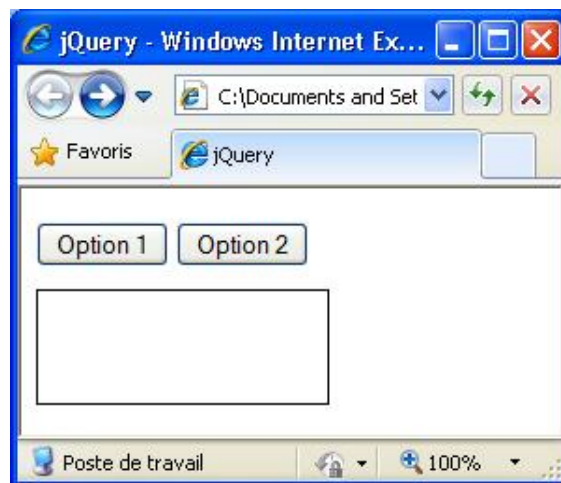 jQuery - Windows Internet Ex...
C:\Documents and Set
Favoris
jQuery
Option 1 Option 2
Poste de travail
100%